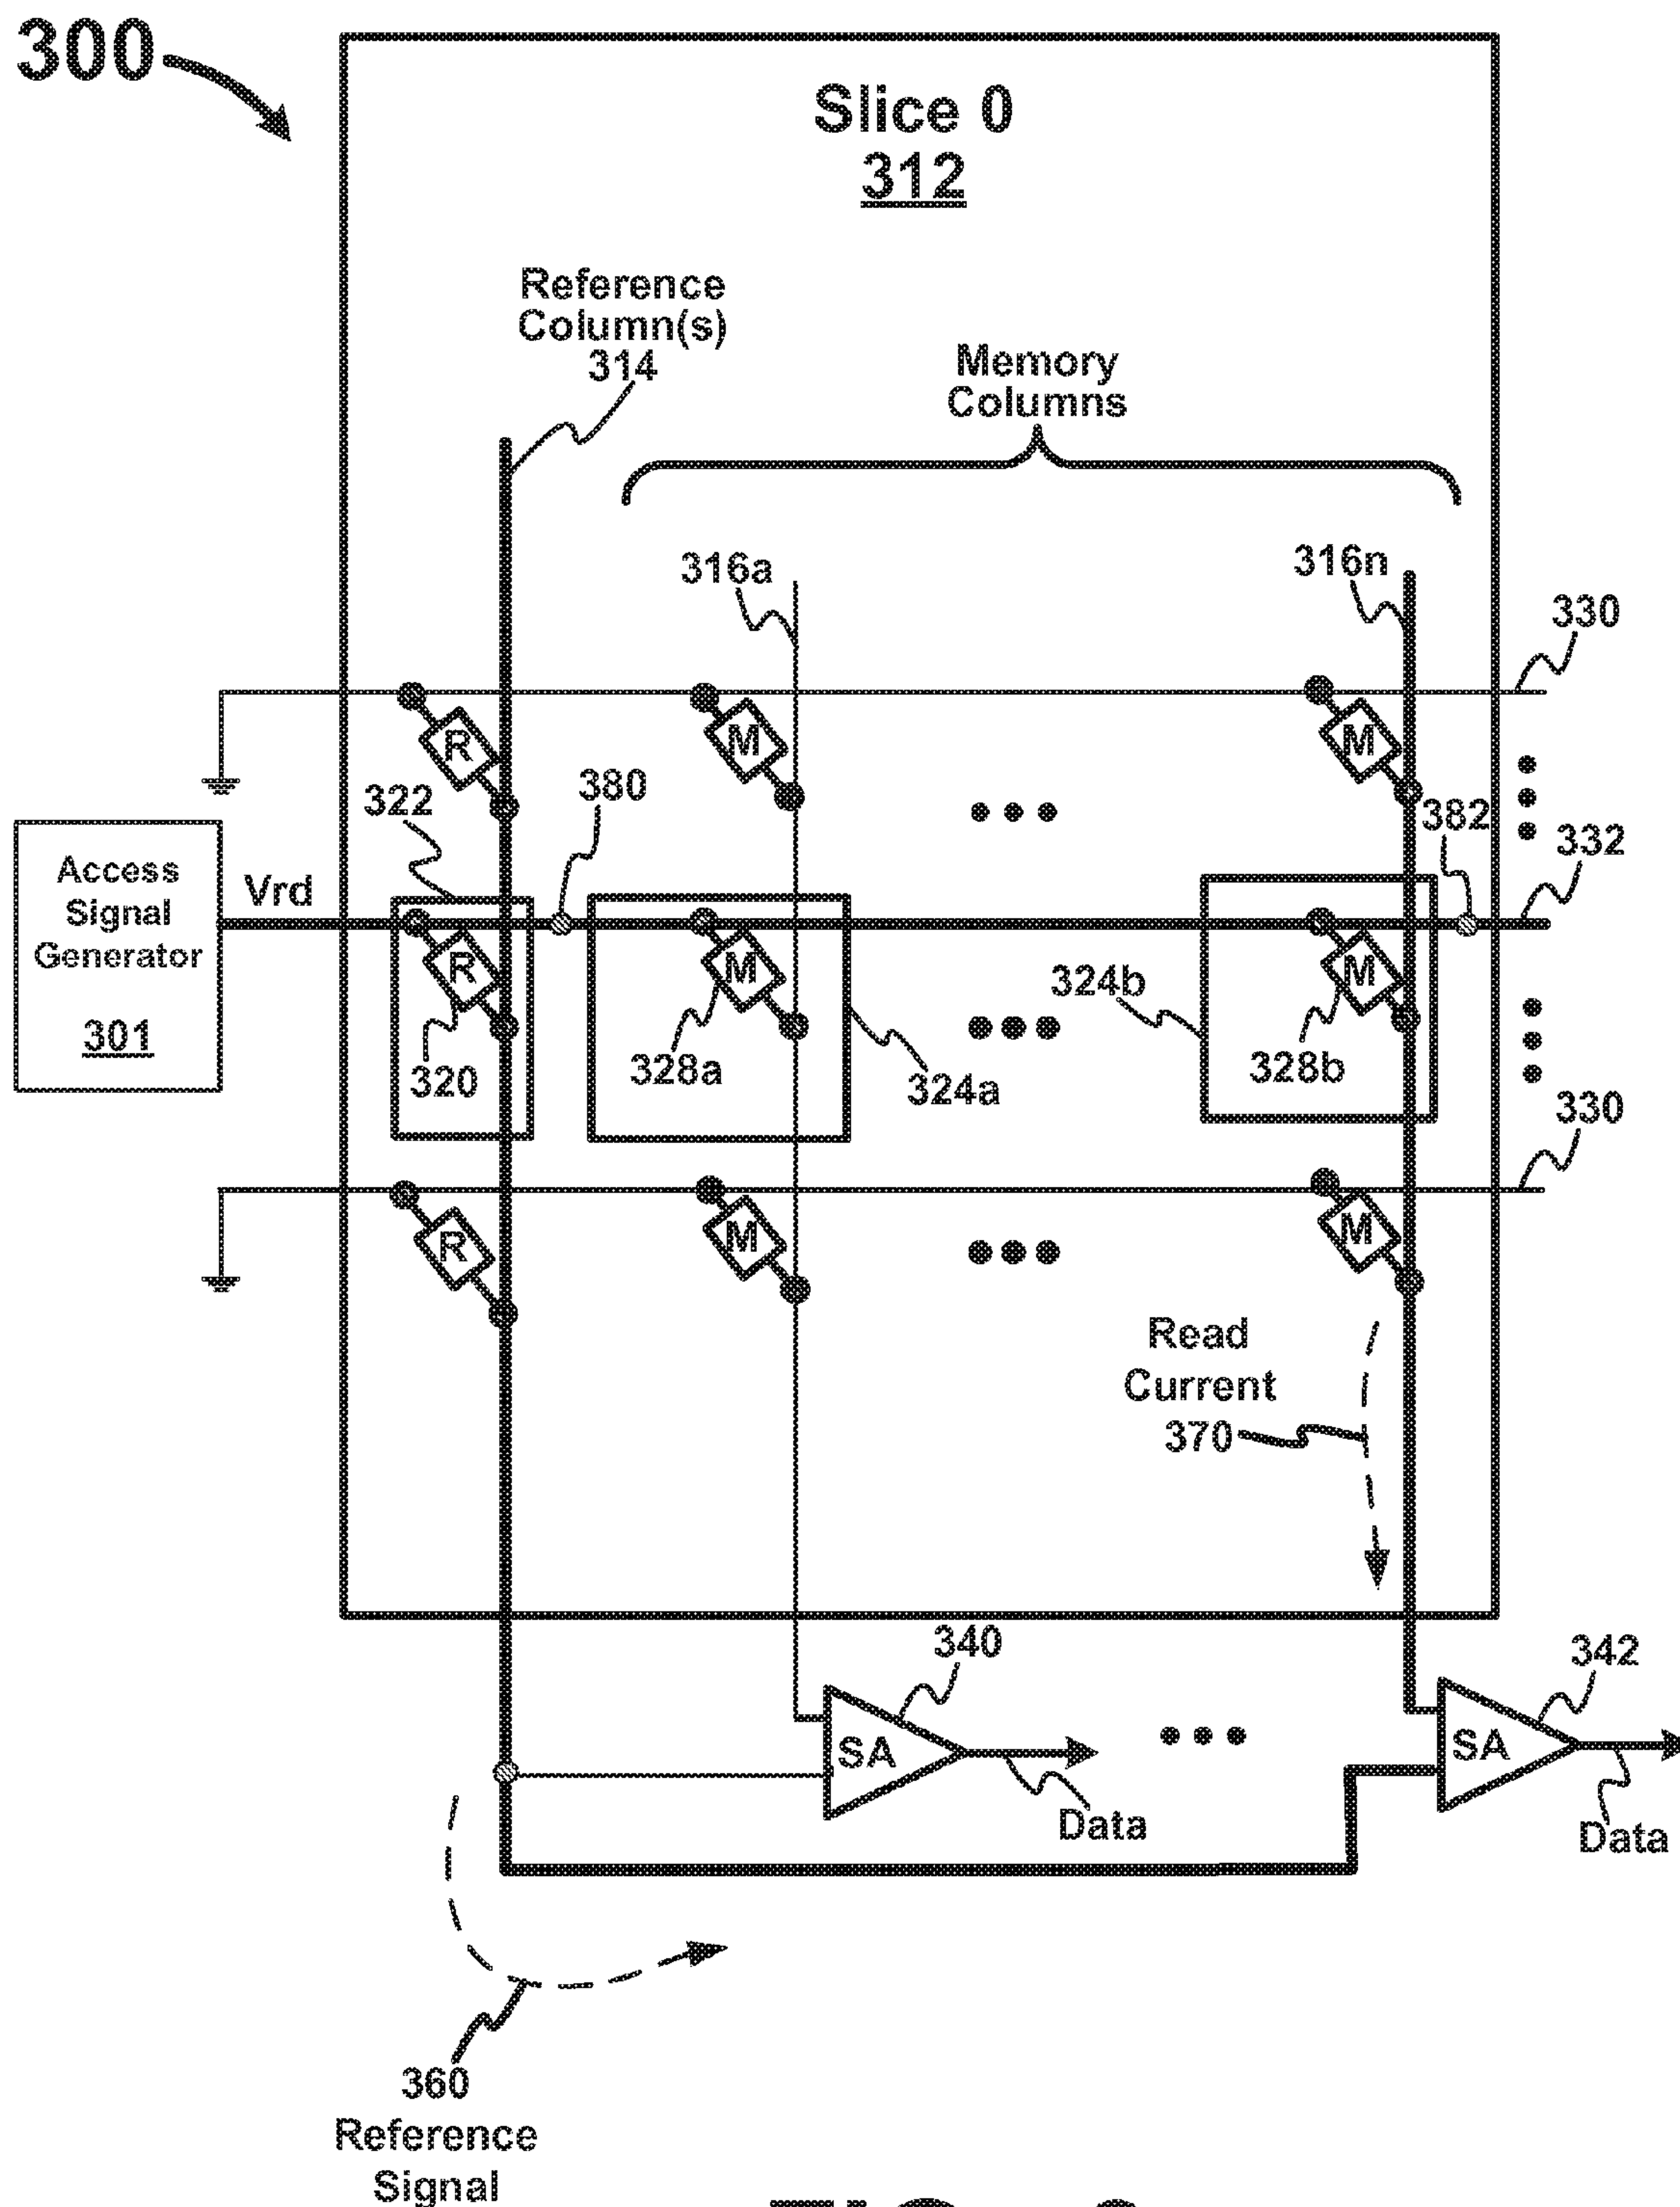 300
Slice 0
312
Reference
Column(s)
314
Memory
Columns
316a
316n
330
R
M
M
322
380
382
332
Access
Signal
Generator
301
Vrd
R
M
M
320
328a
324a
324b
328b
330
R
M
M
Read
Current
370
340
342
SA
SA
Data
Data
360
Reference
Signal